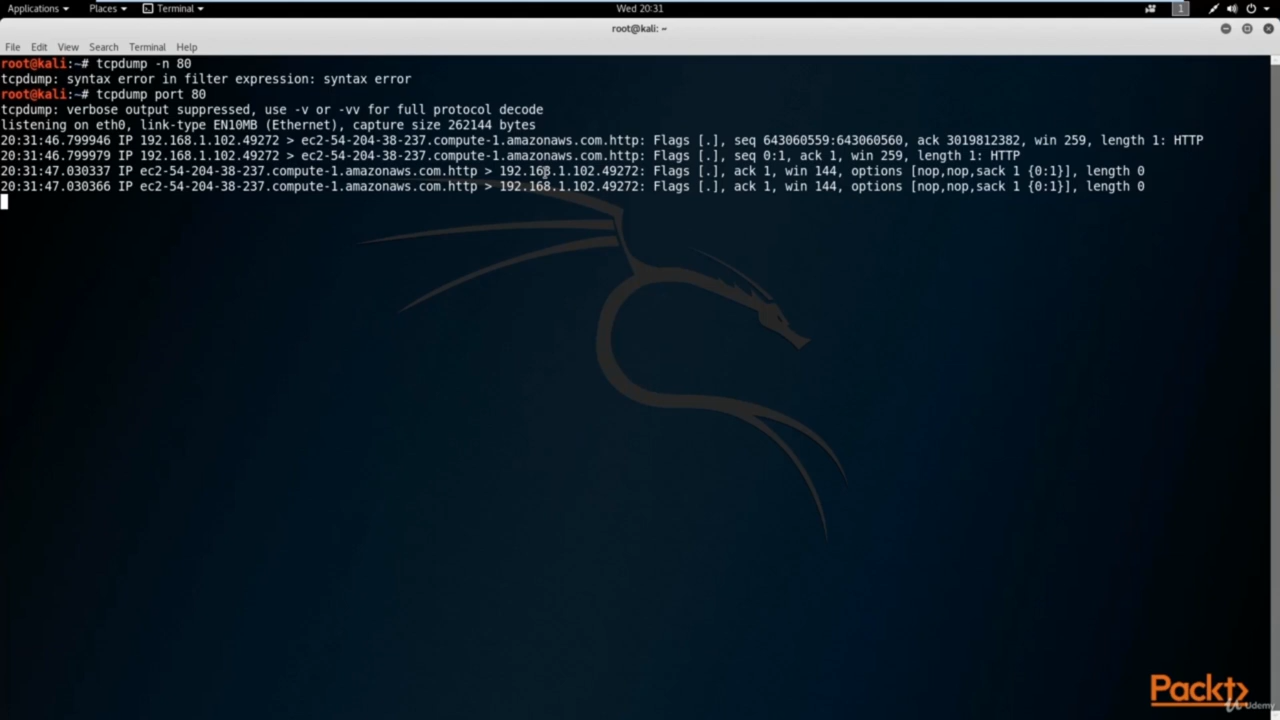 Applications Places Terminal Wed 20:31 1
root@kali: ~
File Edit View Search Terminal Help
root@kali:~# tcpdump -n 80
tcpdump: syntax error in filter expression: syntax error
root@kali:~# tcpdump port 80
tcpdump: verbose output suppressed, use -v or -vv for full protocol decode
listening on eth0, link-type EN10MB (Ethernet), capture size 262144 bytes
20:31:46.799946 IP 192.168.1.102.49272 > ec2-54-204-38-237.compute-1.amazonaws.com.http: Flags [.], seq 643060559:643060560, ack 3019812382, win 259, length 1: HTTP
20:31:46.799979 IP 192.168.1.102.49272 > ec2-54-204-38-237.compute-1.amazonaws.com.http: Flags [.], seq 0:1, ack 1, win 259, length 1: HTTP
20:31:47.030337 IP ec2-54-204-38-237.compute-1.amazonaws.com.http > 192.168.1.102.49272: Flags [.], ack 1, win 144, options [nop,nop,sack 1 {0:1}], length 0
20:31:47.030366 IP ec2-54-204-38-237.compute-1.amazonaws.com.http > 192.168.1.102.49272: Flags [.], ack 1, win 144, options [nop,nop,sack 1 {0:1}], length 0
Packt>
Udemy